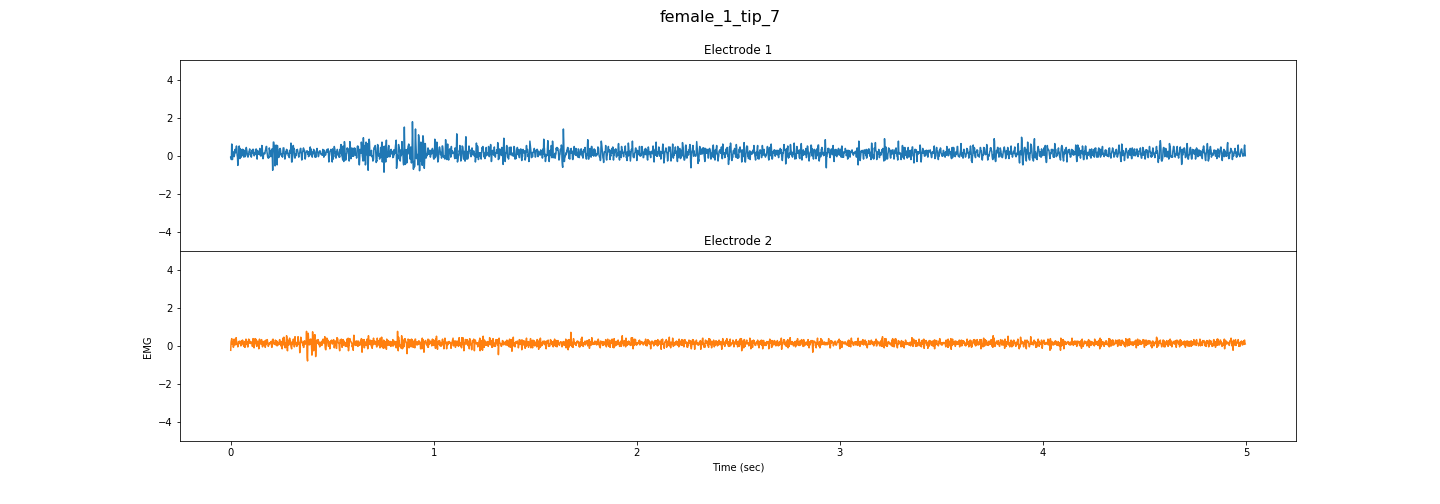 female_1_tip_7
Electrode 1
4
2
0
−2
−4
Electrode 2
4
2
0
−2
−4
EMG
0 1 2 3 4 5
Time (sec)